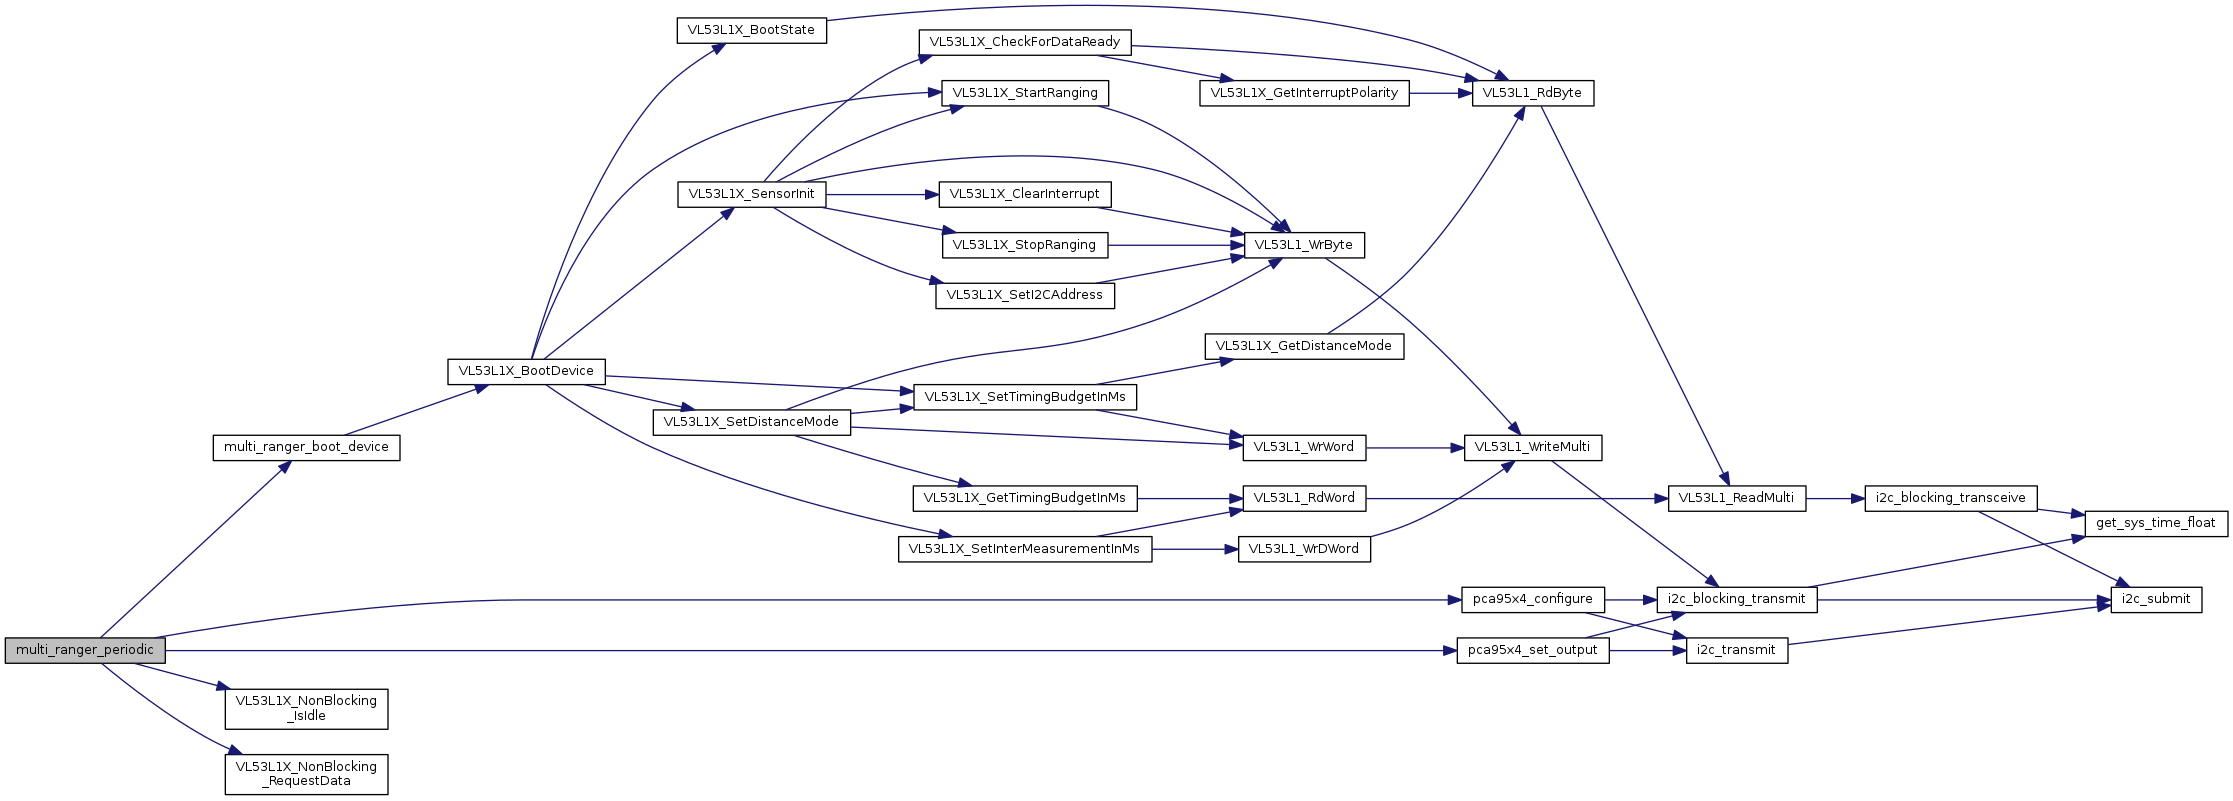 VL53L1X_BootState
VL53L1X_CheckForDataReady
VL53L1X_StartRanging
VL53L1X_GetInterruptPolarity
VL53L1_RdByte
VL53L1X_SensorInit
VL53L1X_ClearInterrupt
VL53L1X_StopRanging
VL53L1_WrByte
VL53L1X_SetI2CAddress
VL53L1X_GetDistanceMode
VL53L1X_BootDevice
VL53L1X_SetTimingBudgetInMs
VL53L1X_SetDistanceMode
multi_ranger_boot_device
VL53L1_WrWord
VL53L1_WriteMulti
VL53L1X_GetTimingBudgetInMs
VL53L1_RdWord
VL53L1_ReadMulti
i2c_blocking_transceive
get_sys_time_float
VL53L1X_SetInterMeasurementInMs
VL53L1_WrDWord
pca95x4_configure
i2c_blocking_transmit
i2c_submit
multi_ranger_periodic
pca95x4_set_output
i2c_transmit
VL53L1X_NonBlocking
_IsIdle
VL53L1X_NonBlocking
_RequestData